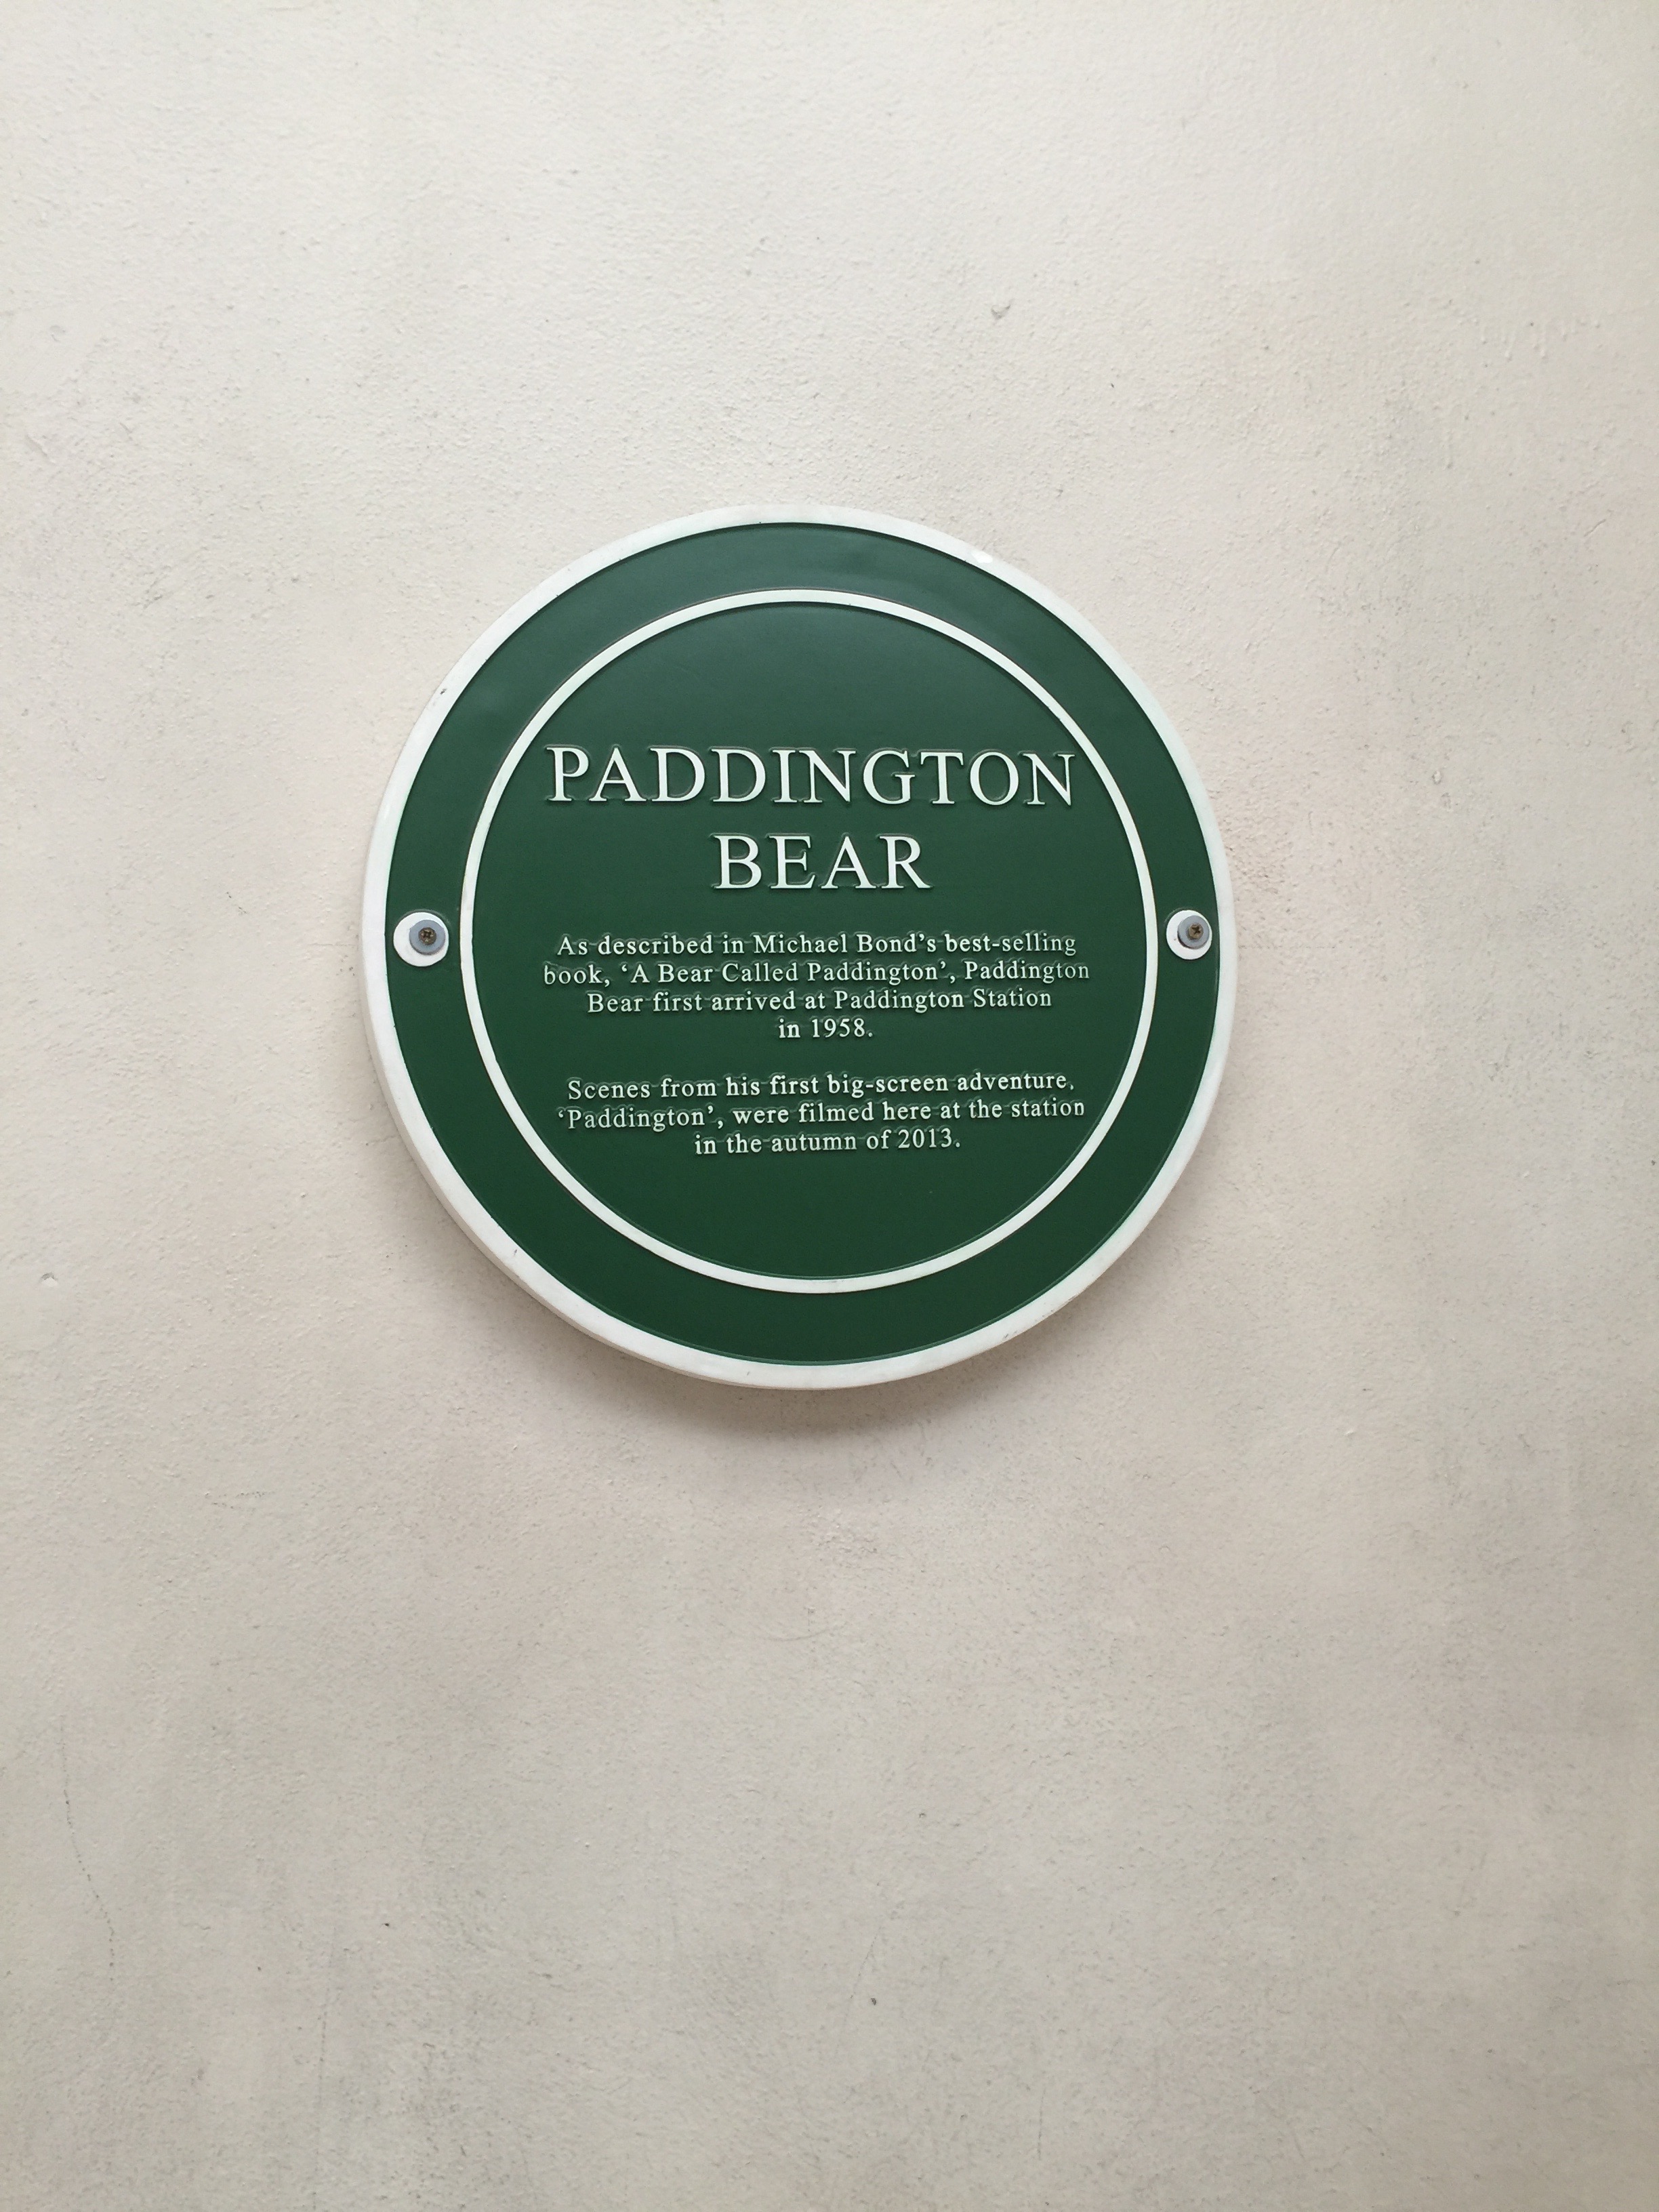 PADDINGTON
BEAR
As described in Michael Bond's best-selling
book, ‘A Bear Called Paddington’, Paddington
Bear first arrived at Paddington Station
in 1958.
Scenes from his first big-screen adventure,
‘Paddington’, were filmed here at the station
in the autumn of 2013.